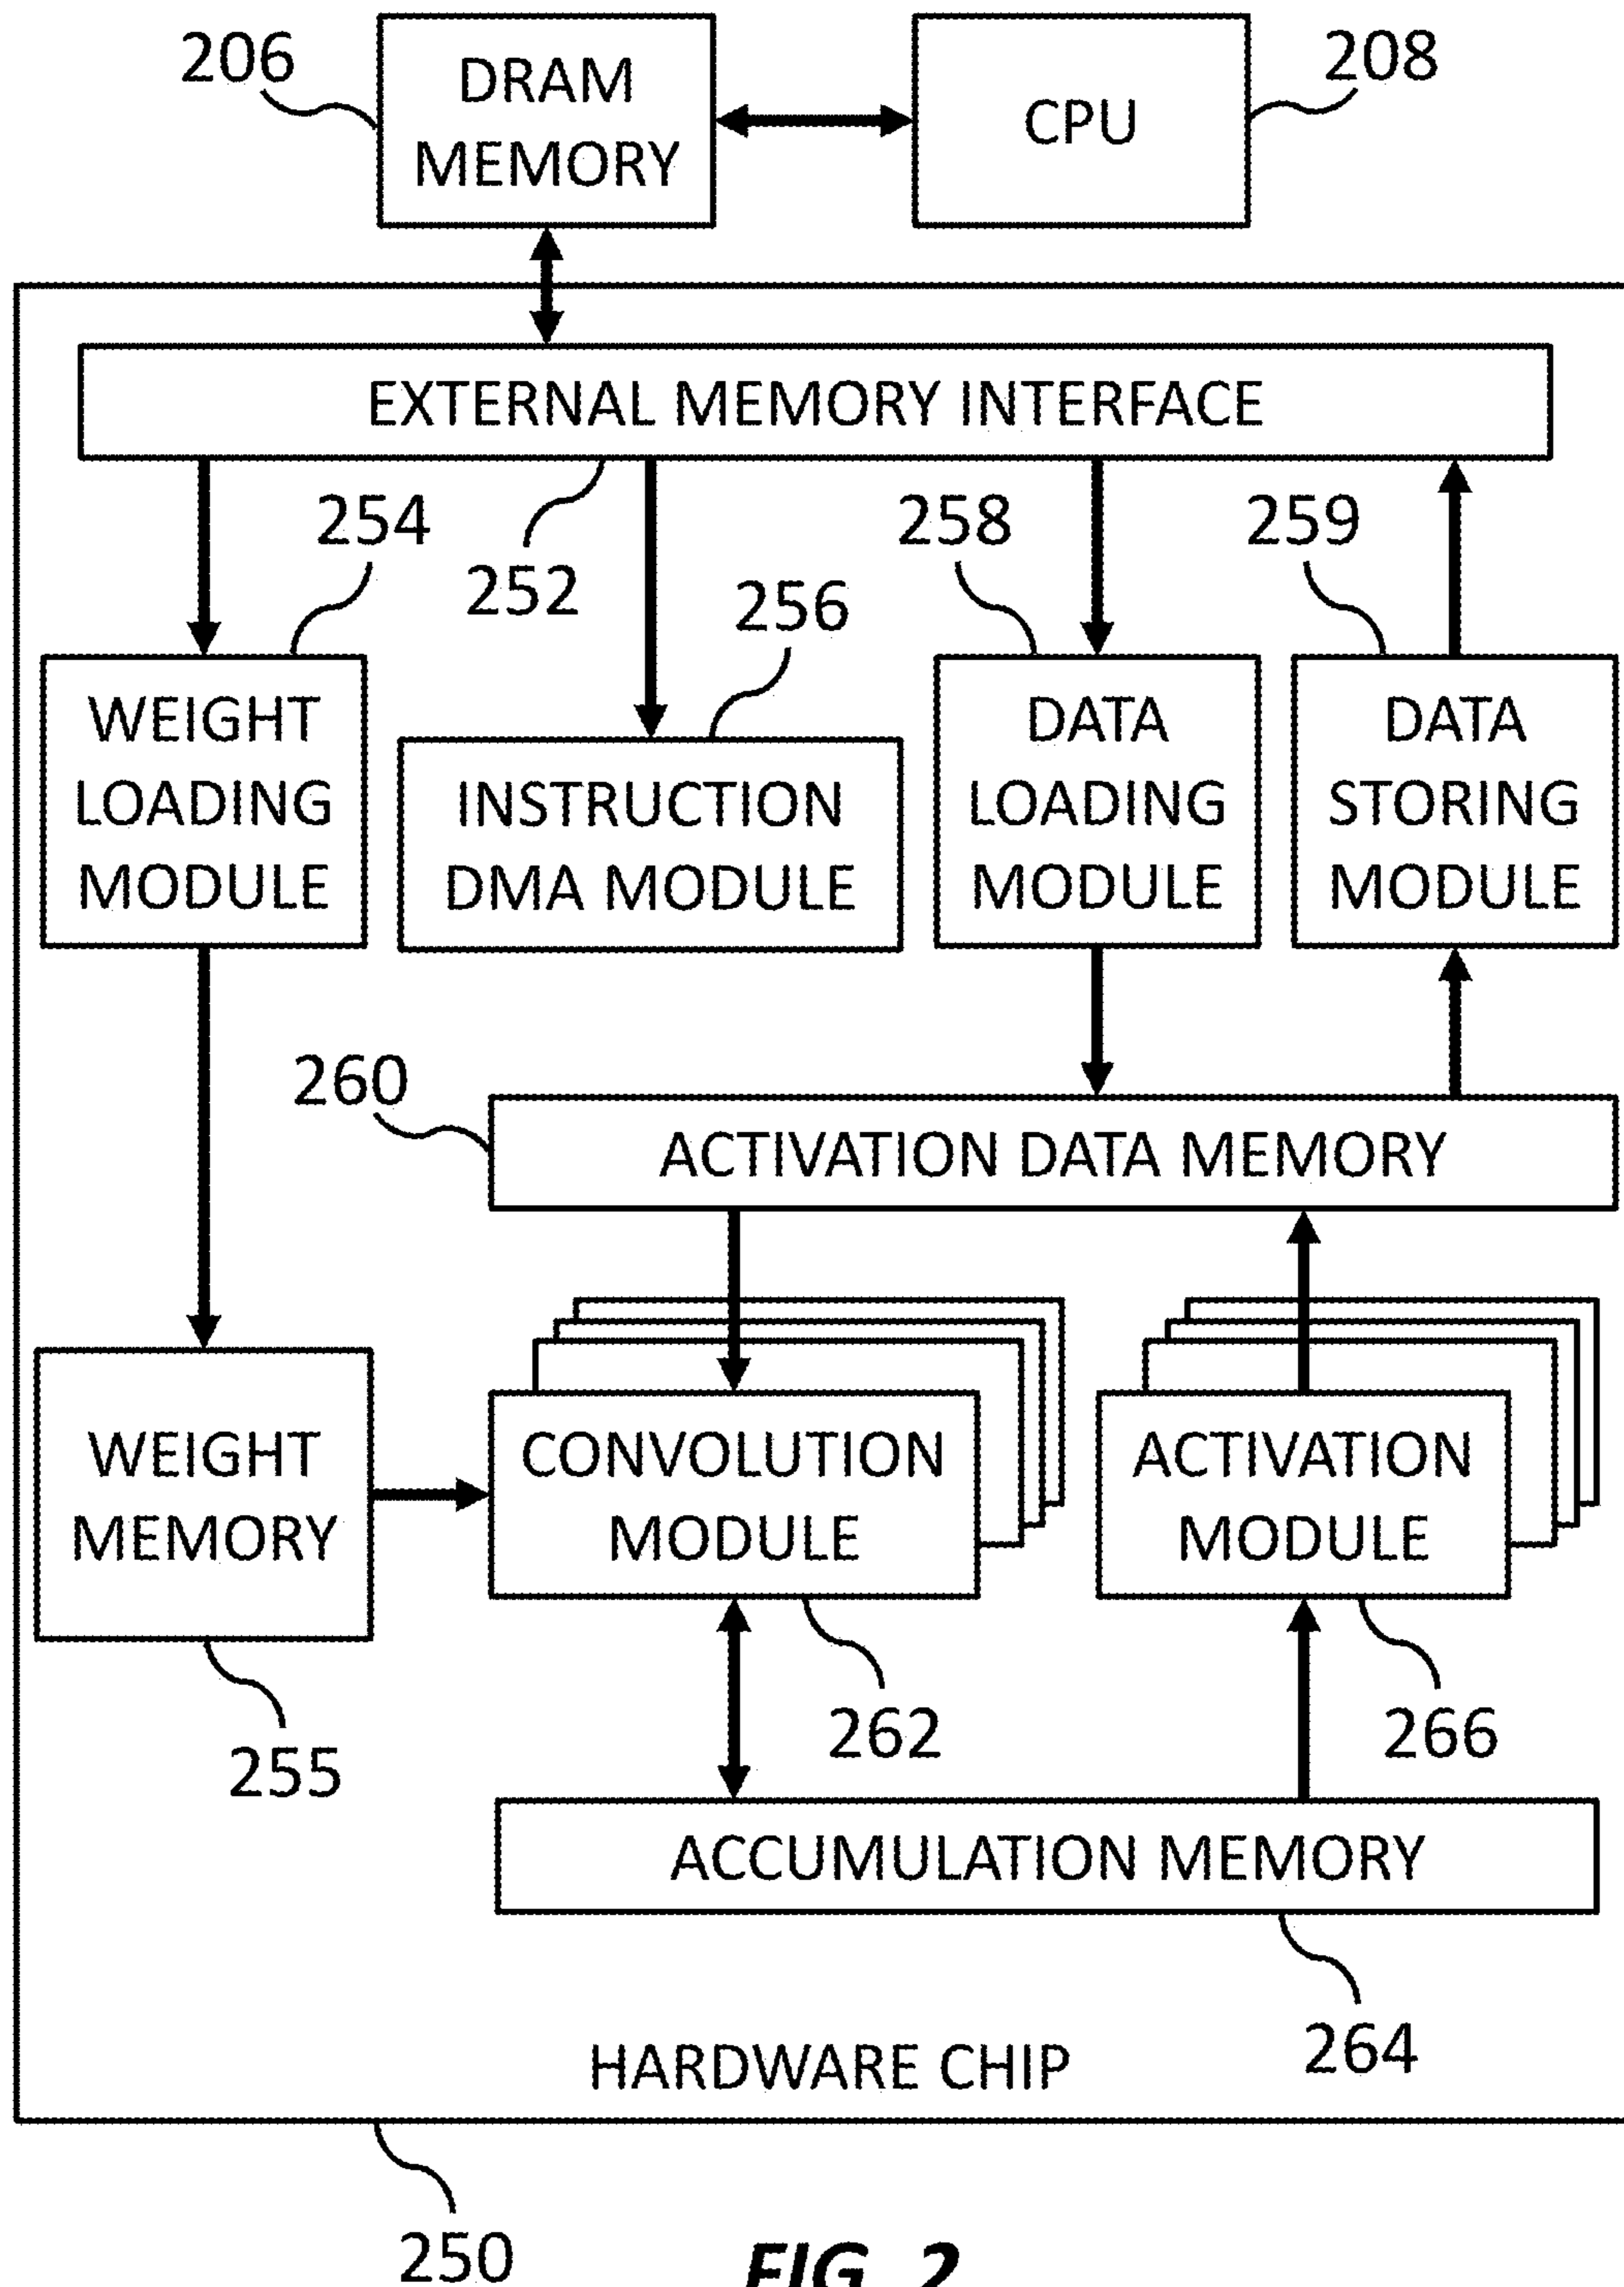 206
DRAM
MEMORY
CPU
208
EXTERNAL MEMORY INTERFACE
254
252
256
258
259
WEIGHT
LOADING
MODULE
INSTRUCTION
DMA MODULE
DATA
LOADING
MODULE
DATA
STORING
MODULE
260
ACTIVATION DATA MEMORY
WEIGHT
MEMORY
CONVOLUTION
MODULE
ACTIVATION
MODULE
255
262
266
ACCUMULATION MEMORY
264
HARDWARE CHIP
250
FIG. 2